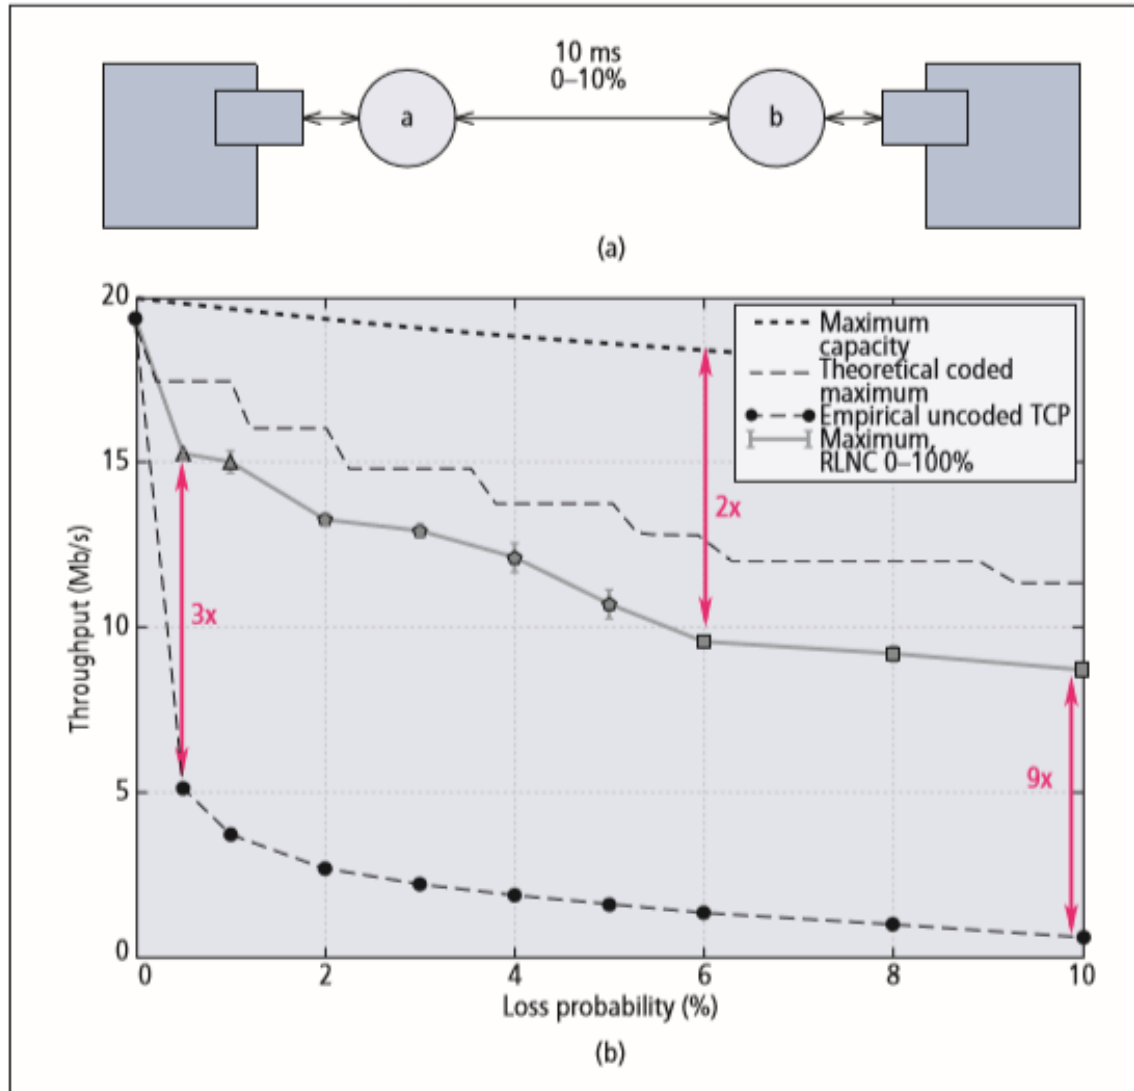 10 ms
0–10%
a
b
(a)
20
15
10
5
0
Throughput (Mb/s)
Maximum
capacity
Theoretical coded
maximum
Empirical uncoded TCP
Maximum,
RLNC 0–100%
3x
2x
9x
0
2
4
6
8
10
Loss probability (%)
(b)